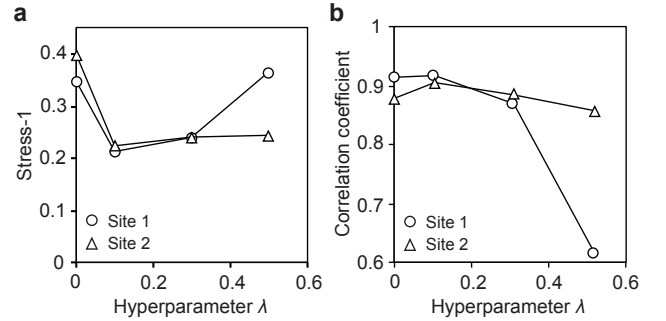 a
0.4
0.3
0.2
0.1
0
0
0.2
0.4
0.6
Stress-1
Hyperparameter λ
Site 1
Site 2
b
1
0.9
0.8
0.7
0.6
0
0.2
0.4
0.6
Correlation coefficient
Hyperparameter λ
Site 1
Site 2